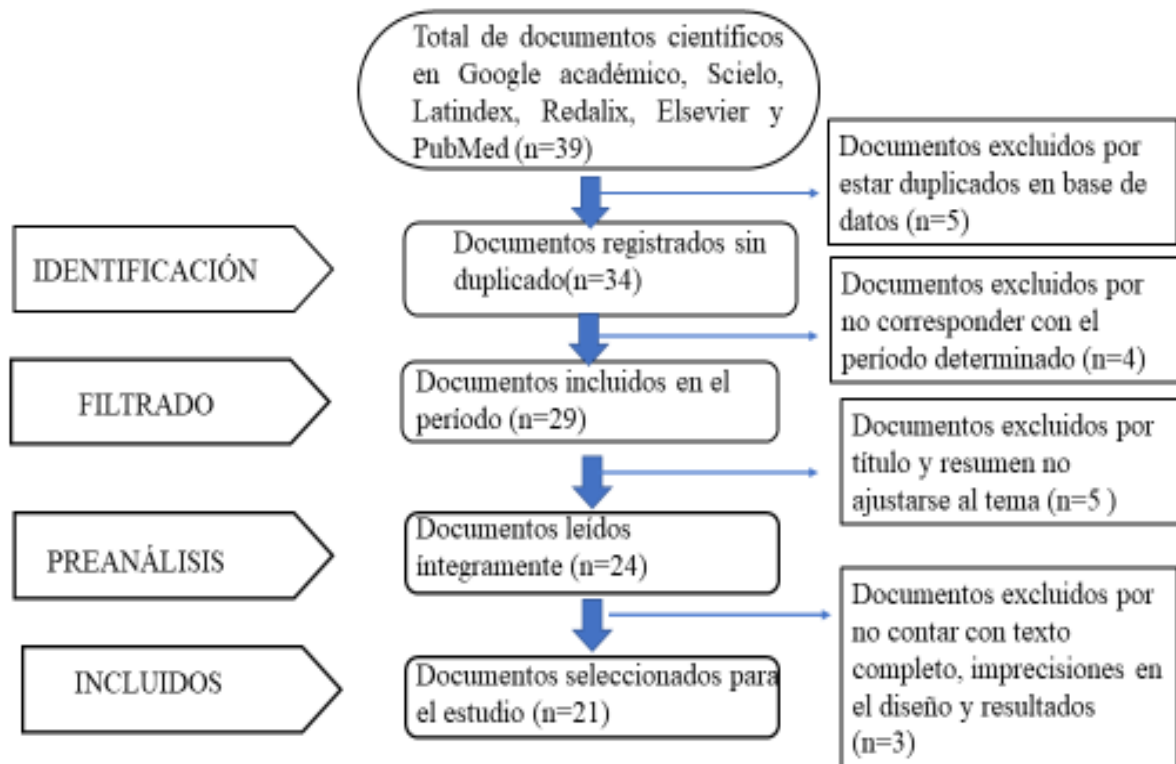 Total de documentos científicos
en Google académico, Scielo,
Latindex, Redalix, Elsevier y
PubMed (n=39)
Documentos excluidos por
estar duplicados en base de
datos (n=5)
IDENTIFICACIÓN
Documentos registrados sin
duplicado(n=34)
Documentos excluidos por
no corresponder con el
período determinado (n=4)
FILTRADO
Documentos incluidos en el
período (n=29)
Documentos excluidos por
título y resumen no
ajustarse al tema (n=5 )
PREANÁLISIS
Documentos leídos
íntegramente (n=24)
Documentos excluidos por
no contar con texto
completo, imprecisiones en
el diseño y resultados
(n=3)
INCLUIDOS
Documentos seleccionados para
el estudio (n=21)